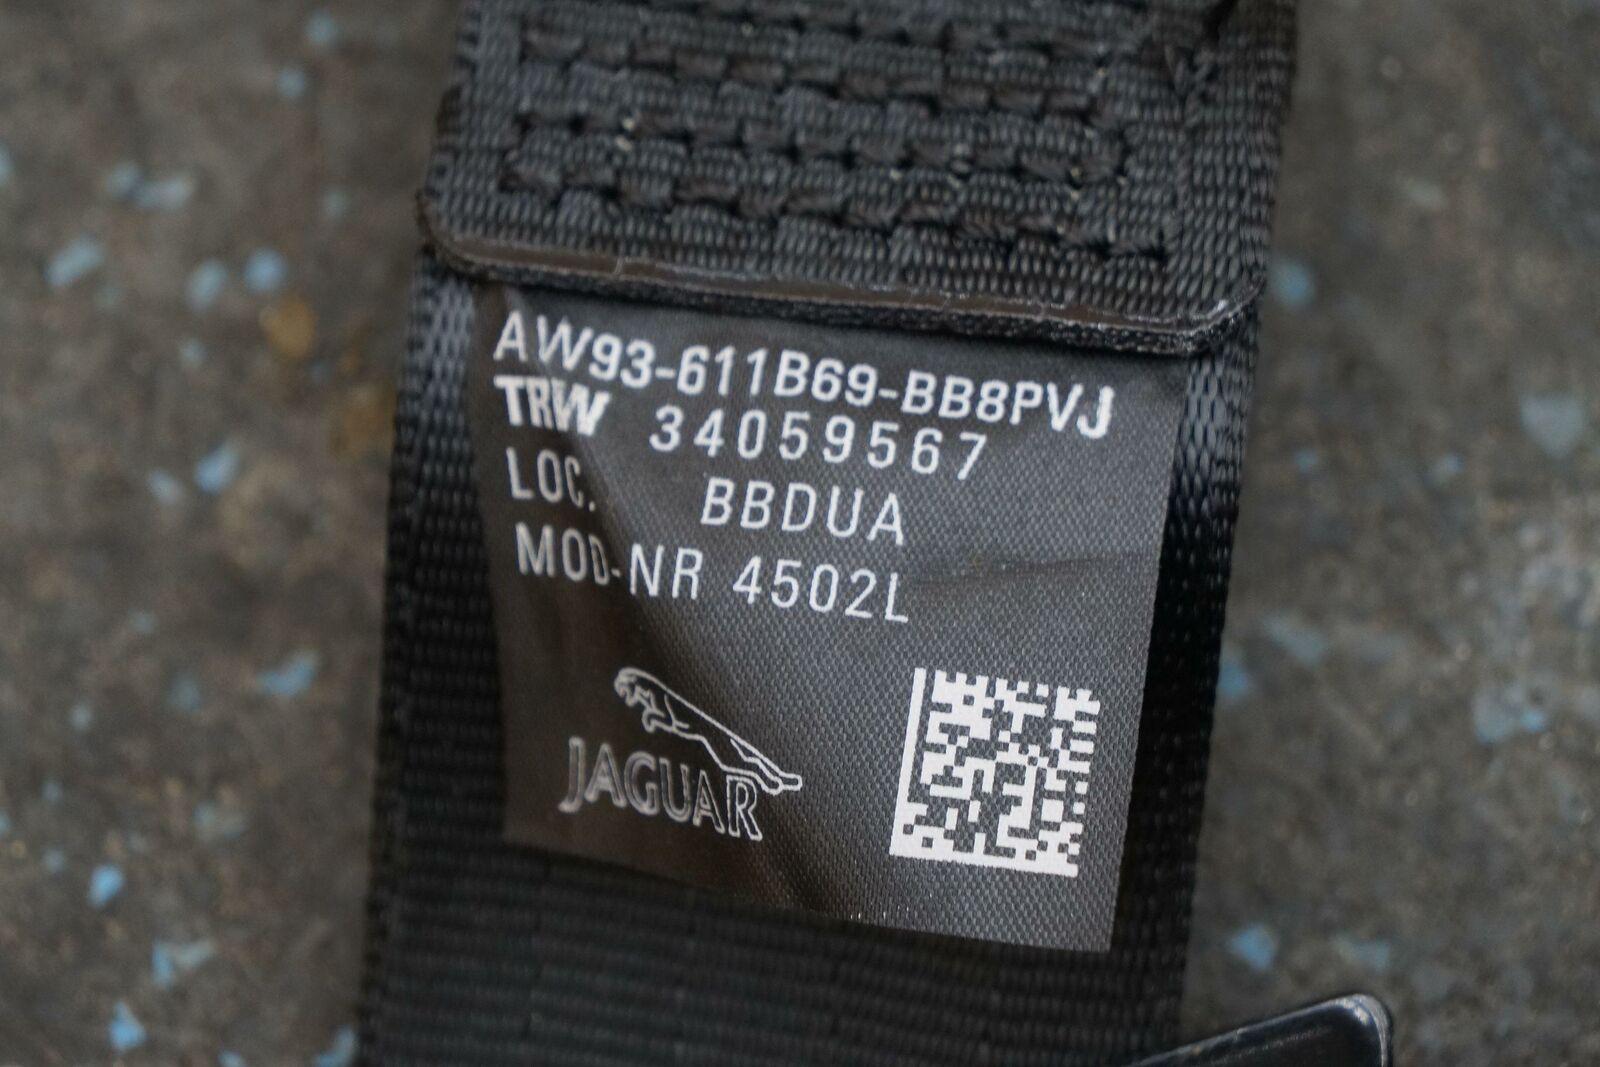 AW93-611B69-BB8PVJ
TRW 34059567
LOC. BBDUA
MOD-NR 4502L
JAGUAR